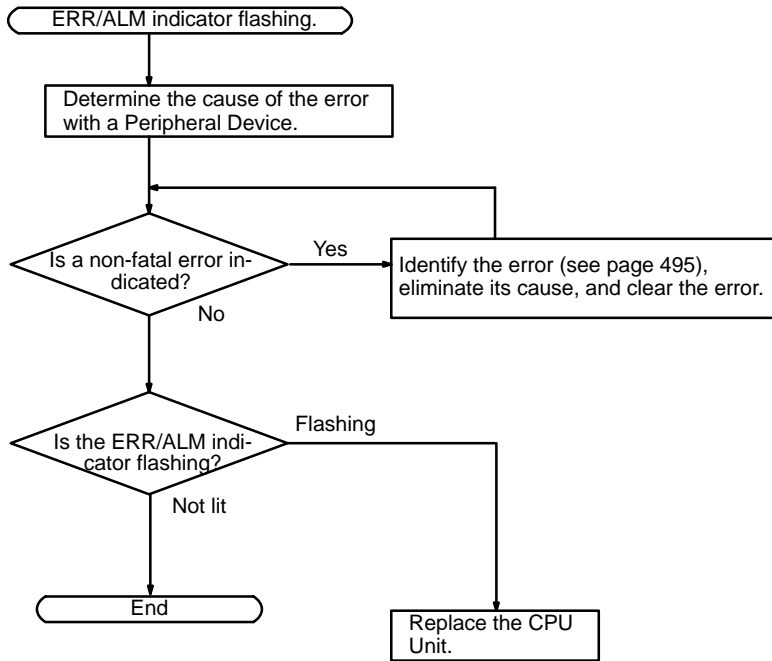 ERR/ALM indicator flashing.
Determine the cause of the error
with a Peripheral Device.
Is a non-fatal error in-
dicated?
Yes
Identify the error (see page 495),
eliminate its cause, and clear the error.
No
Is the ERR/ALM indi-
cator flashing?
Flashing
Not lit
End
Replace the CPU
Unit.